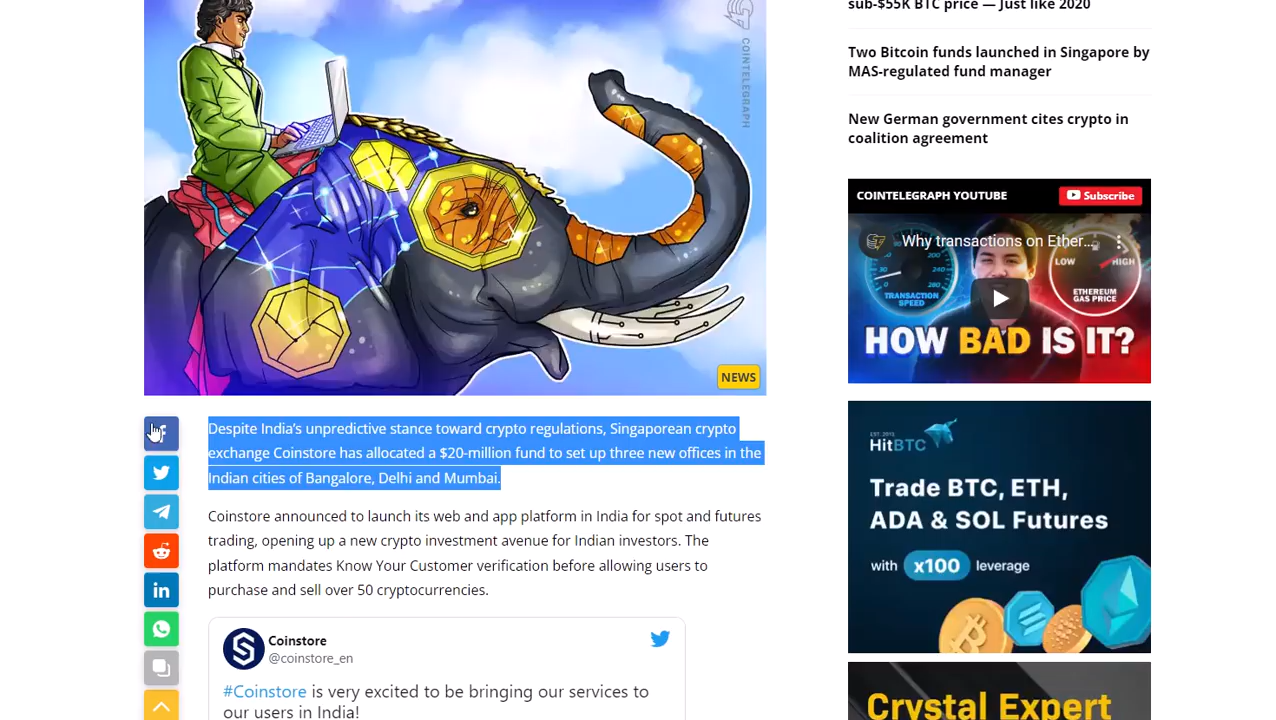 COINTELEGRAPH
NEWS
Despite India's unpredictive stance toward crypto regulations, Singaporean crypto
exchange Coinstore has allocated a $20-million fund to set up three new offices in the
Indian cities of Bangalore, Delhi and Mumbai.
Coinstore announced to launch its web and app platform in India for spot and futures
trading, opening up a new crypto investment avenue for Indian investors. The
platform mandates Know Your Customer verification before allowing users to
purchase and sell over 50 cryptocurrencies.
Coinstore
@coinstore_en
#Coinstore is very excited to be bringing our services to
our users in India!
sub-$55K BTC price — Just like 2020
Two Bitcoin funds launched in Singapore by
MAS-regulated fund manager
New German government cites crypto in
coalition agreement
COINTELEGRAPH YOUTUBE
Subscribe
Why transactions on Ether...
200
30
240
0
280
TRANSACTION
SPEED
LOW
HIGH
ETHEREUM
GAS PRICE
HOW BAD IS IT?
EST. 2013
HitBTC
Trade BTC, ETH,
ADA & SOL Futures
with x100 leverage
Crystal Expert